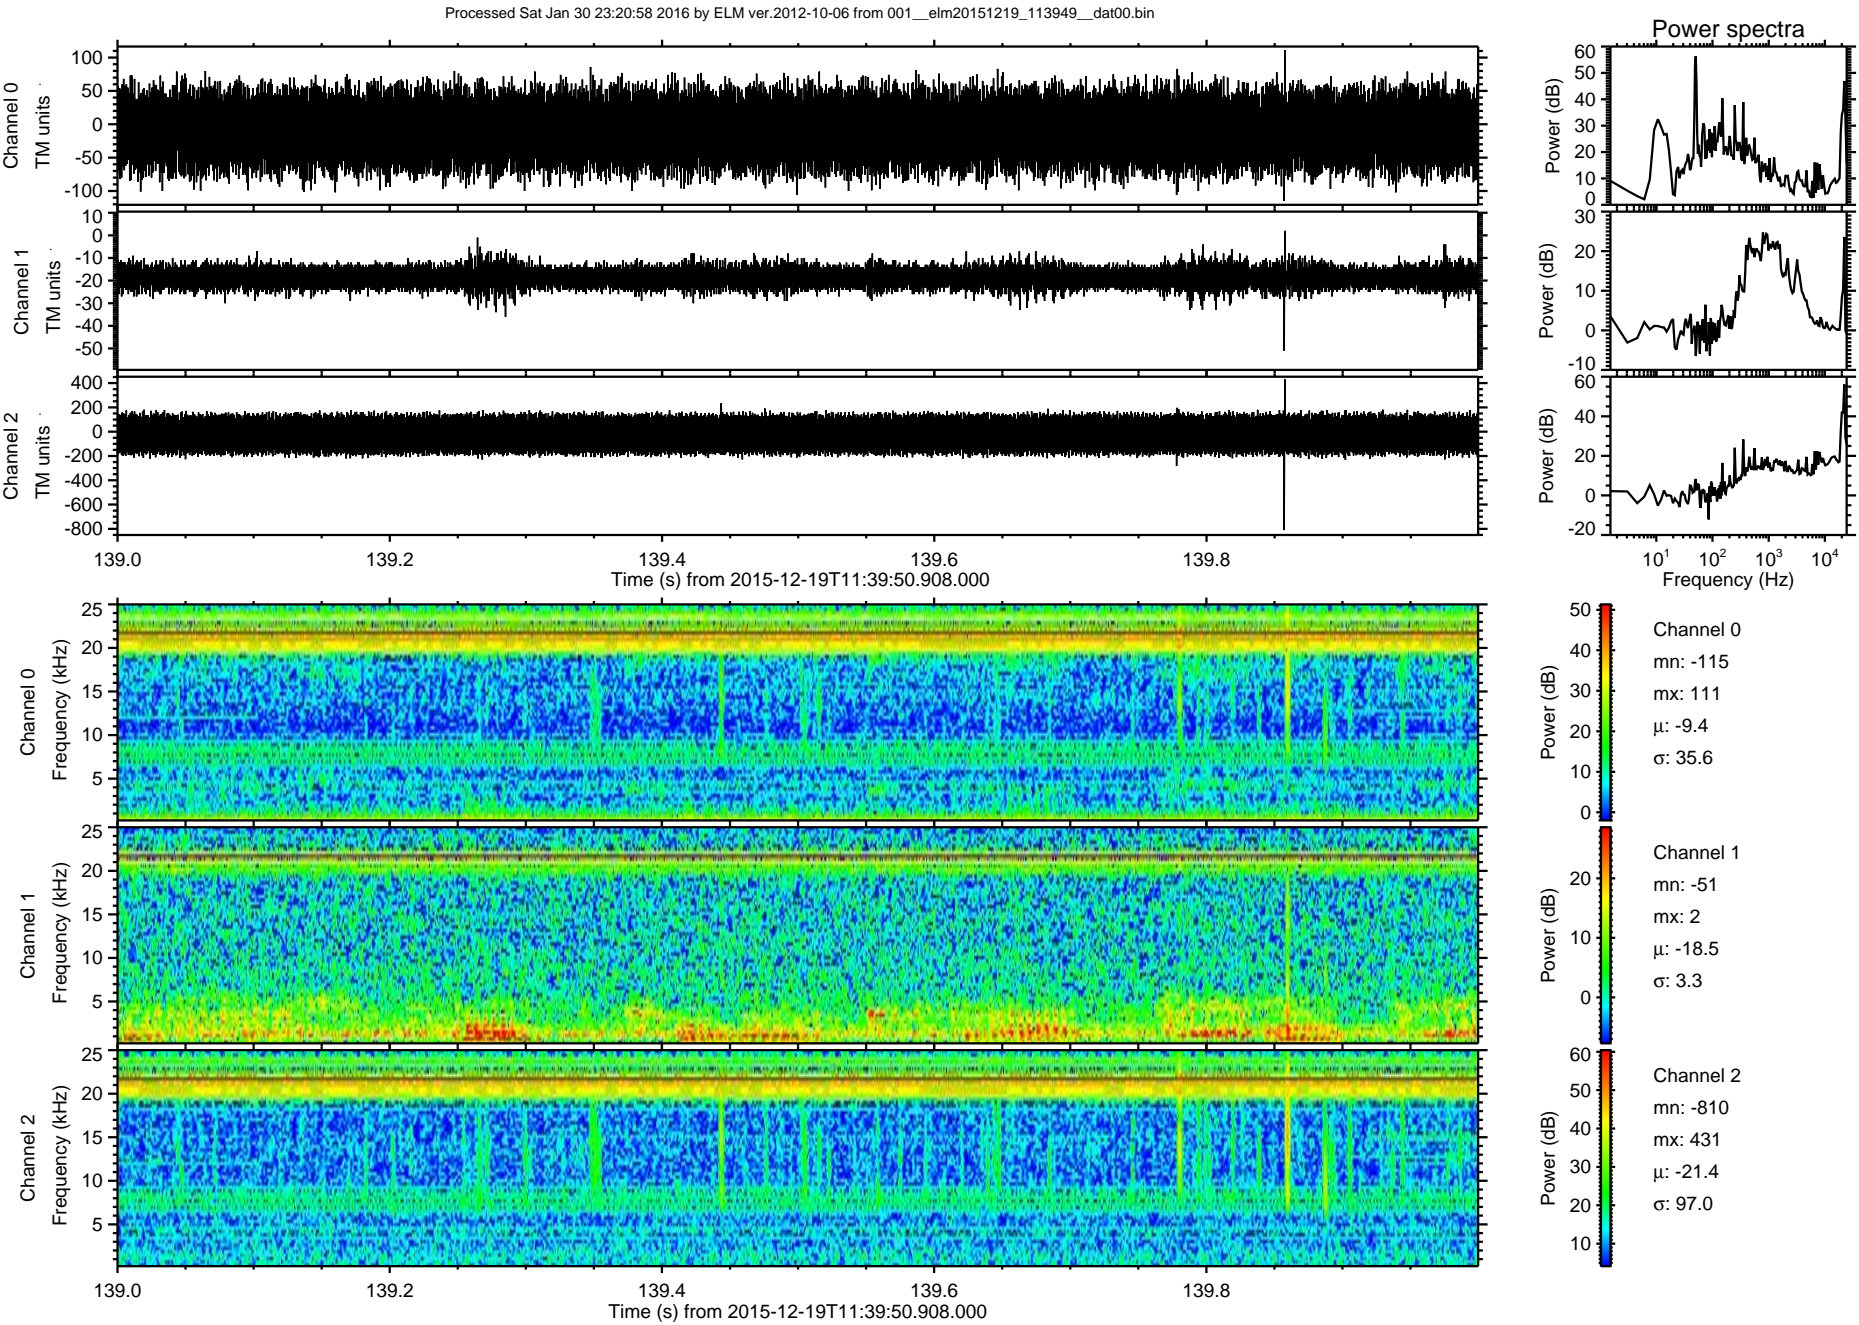 Processed Sat Jan 30 23:20:58 2016 by ELM ver.2012-10-06 from 001__elm20151219_113949__dat00.bin
Power spectra
Channel 0
TM units
100
50
0
-50
-100
Power (dB)
60
50
40
30
20
10
0
Channel 1
TM units
10
0
-10
-20
-30
-40
-50
Power (dB)
30
20
10
0
-10
Channel 2
TM units
400
200
0
-200
-400
-600
-800
Power (dB)
60
40
20
0
-20
139.0 139.2 139.4 139.6 139.8
Time (s) from 2015-12-19T11:39:50.908.000
10¹ 10² 10³ 10⁴
Frequency (Hz)
Channel 0
Frequency (kHz)
25
20
15
10
5
Power (dB)
50
40
30
20
10
0
Channel 0
mn: -115
mx: 111
μ: -9.4
σ: 35.6
Channel 1
Frequency (kHz)
25
20
15
10
5
Power (dB)
20
10
0
Channel 1
mn: -51
mx: 2
μ: -18.5
σ: 3.3
Channel 2
Frequency (kHz)
25
20
15
10
5
Power (dB)
60
50
40
30
20
10
Channel 2
mn: -810
mx: 431
μ: -21.4
σ: 97.0
139.0 139.2 139.4 139.6 139.8
Time (s) from 2015-12-19T11:39:50.908.000